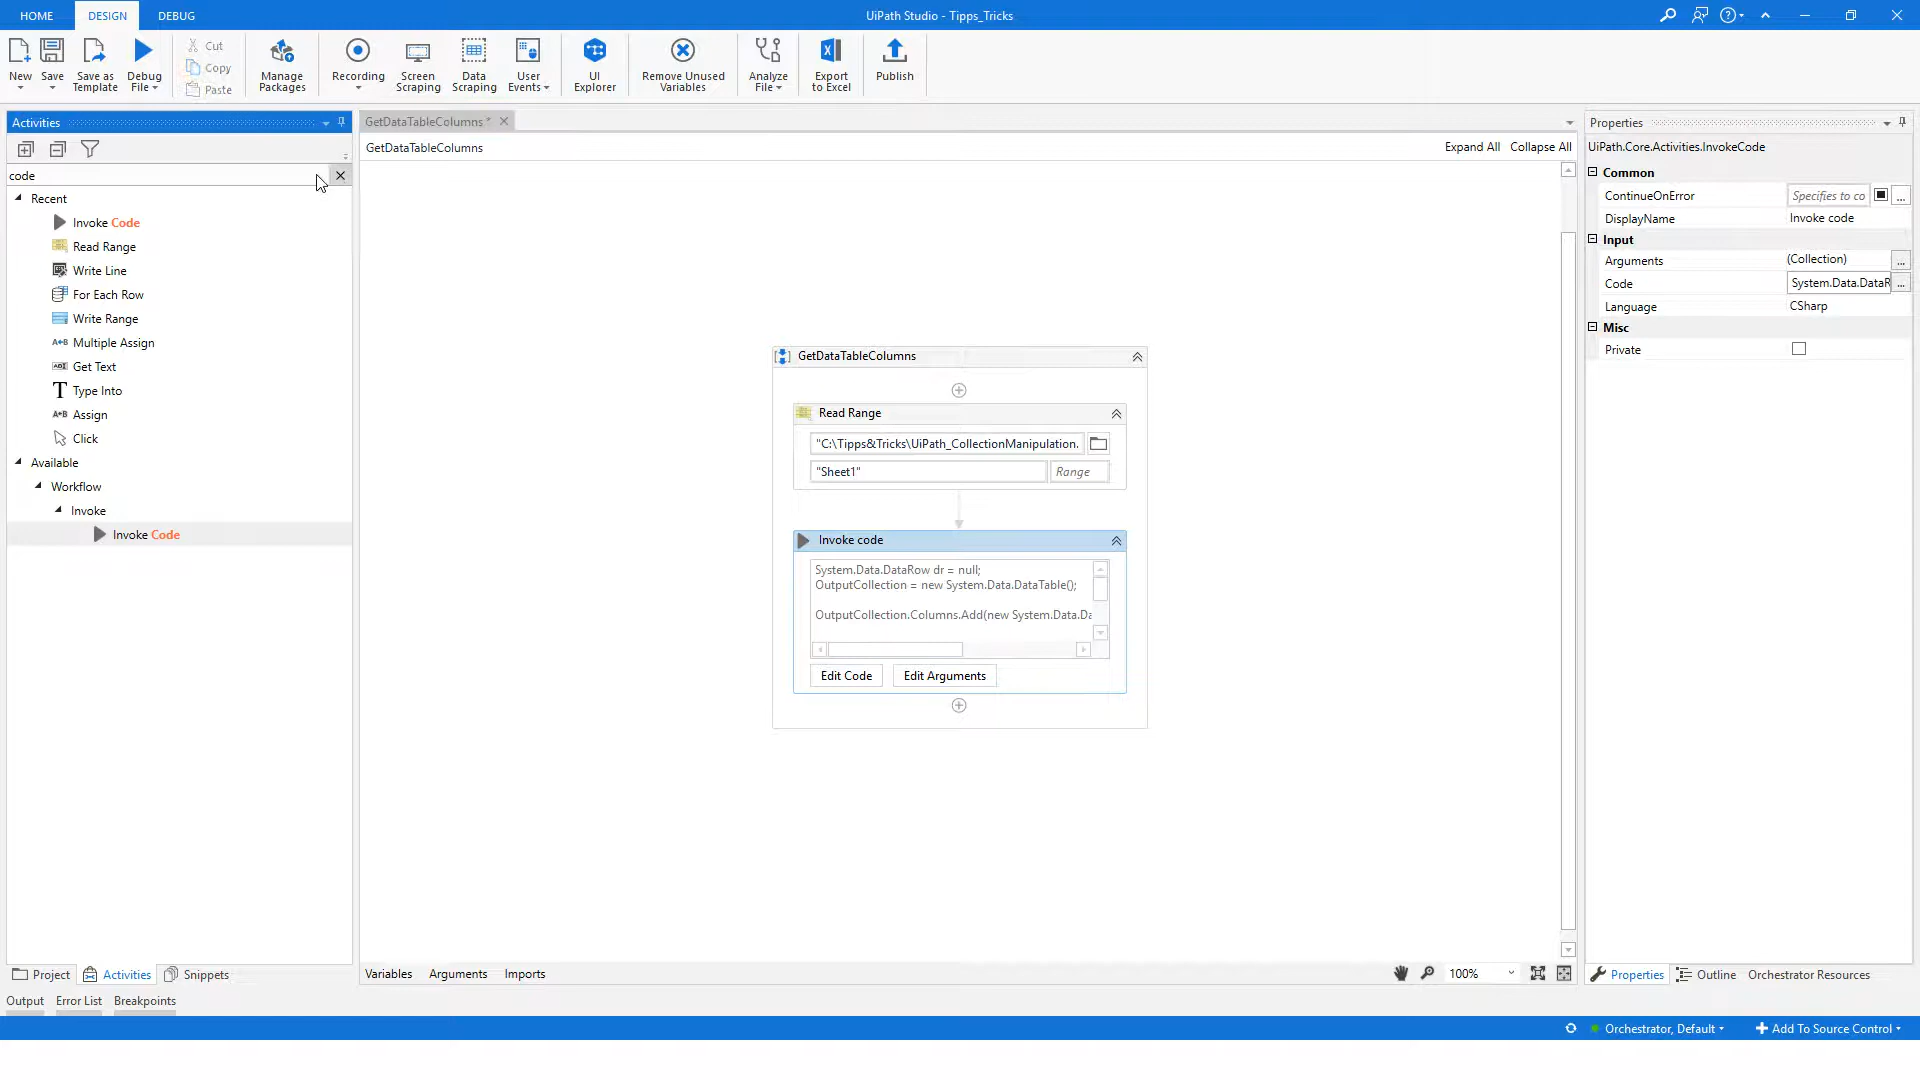 HOME DESIGN DEBUG UiPath Studio - Tipps_Tricks
New Save Save as Template Debug File Cut Copy Paste Manage Packages Recording Screen Scraping Data Scraping User Events UI Explorer Remove Unused Variables Analyze File Export to Excel Publish
Activities
code
Recent
Invoke Code
Read Range
Write Line
For Each Row
Write Range
Multiple Assign
Get Text
Type Into
Assign
Click
Available
Workflow
Invoke
Invoke Code
Project Activities Snippets
GetDataTableColumns *
GetDataTableColumns Expand All Collapse All
GetDataTableColumns
Read Range
"C:\Tipps&Tricks\UiPath_CollectionManipulation.
"Sheet1" Range
Invoke code
System.Data.DataRow dr = null;
OutputCollection = new System.Data.DataTable();
OutputCollection.Columns.Add(new System.Data.Da
Edit Code Edit Arguments
Variables Arguments Imports 100%
Properties
UiPath.Core.Activities.InvokeCode
Common
ContinueOnError Specifies to co ...
DisplayName Invoke code
Input
Arguments (Collection) ...
Code System.Data.DataR ...
Language CSharp
Misc
Private
Properties Outline Orchestrator Resources
Output Error List Breakpoints
Orchestrator, Default Add To Source Control